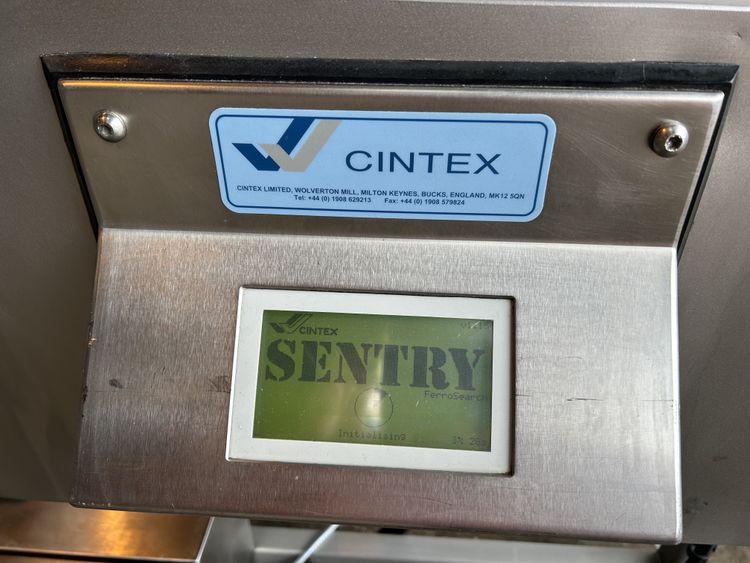 CINTEX
CINTEX LIMITED, WOLVERTON MILL, MILTON KEYNES, BUCKS, ENGLAND, MK12 5QN
Tel: +44 (0) 1908 629213 Fax: +44 (0) 1908 579824
CINTEX
SENTRY
FerroSearch
Initialising